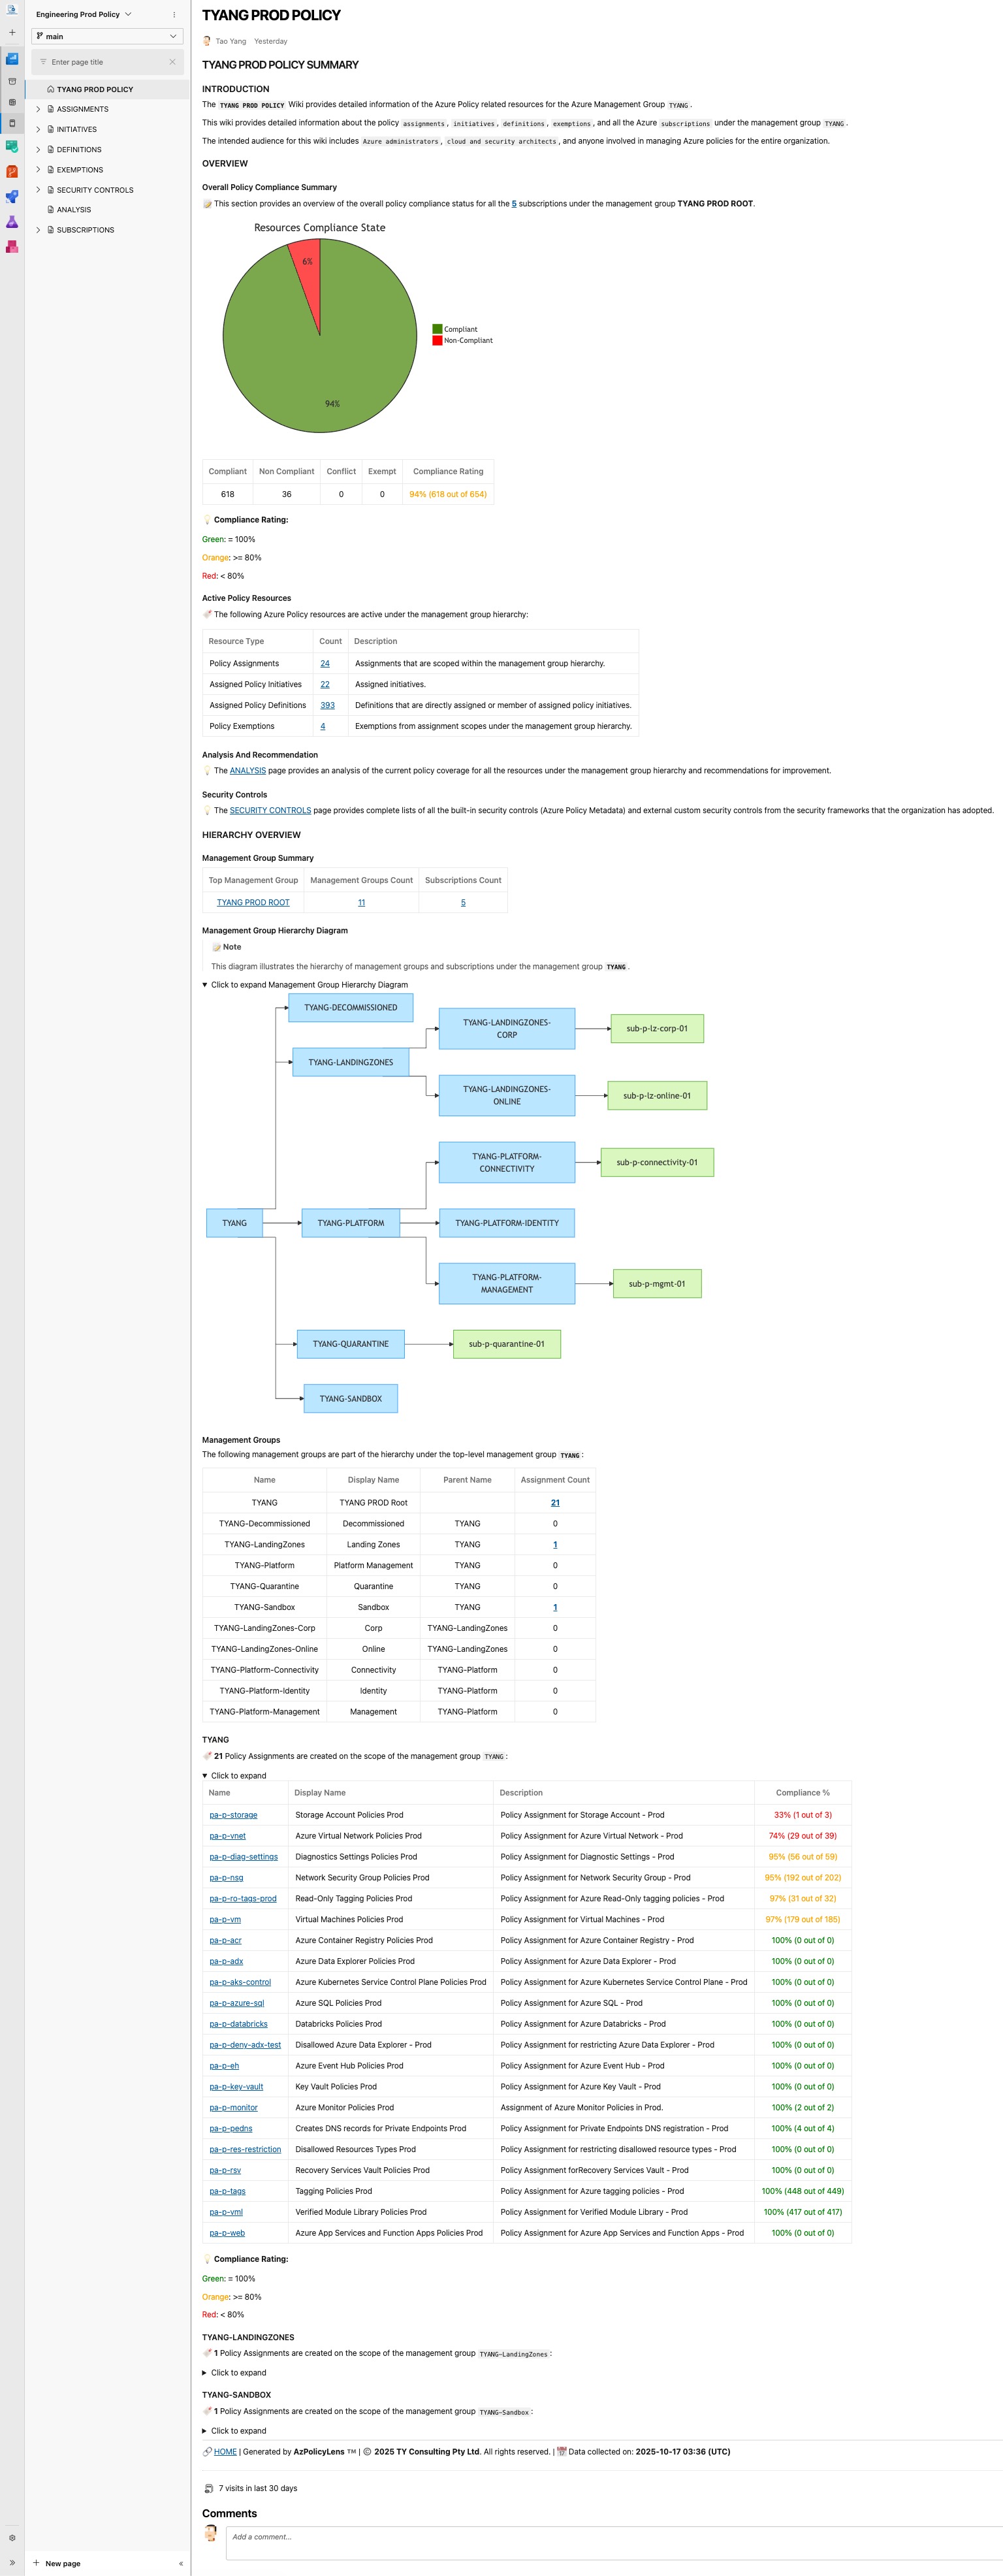 Engineering Prod Policy
main
Enter page title
TYANG PROD POLICY
ASSIGNMENTS
INITIATIVES
DEFINITIONS
EXEMPTIONS
SECURITY CONTROLS
ANALYSIS
SUBSCRIPTIONS
New page
TYANG PROD POLICY
Tao Yang Yesterday
TYANG PROD POLICY SUMMARY
INTRODUCTION
The TYANG PROD POLICY Wiki provides detailed information of the Azure Policy related resources for the Azure Management Group TYANG.
This wiki provides detailed information about the policy assignments, initiatives, definitions, exemptions, and all the Azure subscriptions under the management group TYANG.
The intended audience for this wiki includes Azure administrators, cloud and security architects, and anyone involved in managing Azure policies for the entire organization.
OVERVIEW
Overall Policy Compliance Summary
This section provides an overview of the overall policy compliance status for all the 5 subscriptions under the management group TYANG PROD ROOT.
Resources Compliance State
6%
94%
Compliant
Non-Compliant
Compliant Non Compliant Conflict Exempt Compliance Rating
618 36 0 0 94% (618 out of 654)
Compliance Rating:
Green: = 100%
Orange: >= 80%
Red: < 80%
Active Policy Resources
The following Azure Policy resources are active under the management group hierarchy:
Resource Type Count Description
Policy Assignments 24 Assignments that are scoped within the management group hierarchy.
Assigned Policy Initiatives 22 Assigned initiatives.
Assigned Policy Definitions 393 Definitions that are directly assigned or member of assigned policy initiatives.
Policy Exemptions 4 Exemptions from assignment scopes under the management group hierarchy.
Analysis And Recommendation
The ANALYSIS page provides an analysis of the current policy coverage for all the resources under the management group hierarchy and recommendations for improvement.
Security Controls
The SECURITY CONTROLS page provides complete lists of all the built-in security controls (Azure Policy Metadata) and external custom security controls from the security frameworks that the organization has adopted.
HIERARCHY OVERVIEW
Management Group Summary
Top Management Group Management Groups Count Subscriptions Count
TYANG PROD ROOT 11 5
Management Group Hierarchy Diagram
Note
This diagram illustrates the hierarchy of management groups and subscriptions under the management group TYANG.
Click to expand Management Group Hierarchy Diagram
TYANG-DECOMMISSIONED
TYANG-LANDINGZONES-
CORP
sub-p-lz-corp-01
TYANG-LANDINGZONES
TYANG-LANDINGZONES-
ONLINE
sub-p-lz-online-01
TYANG-PLATFORM-
CONNECTIVITY
sub-p-connectivity-01
TYANG
TYANG-PLATFORM
TYANG-PLATFORM-IDENTITY
TYANG-PLATFORM-
MANAGEMENT
sub-p-mgmt-01
TYANG-QUARANTINE
sub-p-quarantine-01
TYANG-SANDBOX
Management Groups
The following management groups are part of the hierarchy under the top-level management group TYANG:
Name Display Name Parent Name Assignment Count
TYANG TYANG PROD Root 21
TYANG-Decommissioned Decommissioned TYANG 0
TYANG-LandingZones Landing Zones TYANG 1
TYANG-Platform Platform Management TYANG 0
TYANG-Quarantine Quarantine TYANG 0
TYANG-Sandbox Sandbox TYANG 1
TYANG-LandingZones-Corp Corp TYANG-LandingZones 0
TYANG-LandingZones-Online Online TYANG-LandingZones 0
TYANG-Platform-Connectivity Connectivity TYANG-Platform 0
TYANG-Platform-Identity Identity TYANG-Platform 0
TYANG-Platform-Management Management TYANG-Platform 0
TYANG
21 Policy Assignments are created on the scope of the management group TYANG:
Click to expand
Name Display Name Description Compliance %
pa-p-storage Storage Account Policies Prod Policy Assignment for Storage Account - Prod 33% (1 out of 3)
pa-p-vnet Azure Virtual Network Policies Prod Policy Assignment for Azure Virtual Network - Prod 74% (29 out of 39)
pa-p-diag-settings Diagnostics Settings Policies Prod Policy Assignment for Diagnostic Settings - Prod 95% (56 out of 59)
pa-p-nsg Network Security Group Policies Prod Policy Assignment for Network Security Group - Prod 95% (192 out of 202)
pa-p-ro-tags-prod Read-Only Tagging Policies Prod Policy Assignment for Azure Read-Only tagging policies - Prod 97% (31 out of 32)
pa-p-vm Virtual Machines Policies Prod Policy Assignment for Virtual Machines - Prod 97% (179 out of 185)
pa-p-acr Azure Container Registry Policies Prod Policy Assignment for Azure Container Registry - Prod 100% (0 out of 0)
pa-p-adx Azure Data Explorer Policies Prod Policy Assignment for Azure Data Explorer - Prod 100% (0 out of 0)
pa-p-aks-control Azure Kubernetes Service Control Plane Policies Prod Policy Assignment for Azure Kubernetes Service Control Plane - Prod 100% (0 out of 0)
pa-p-azure-sql Azure SQL Policies Prod Policy Assignment for Azure SQL - Prod 100% (0 out of 0)
pa-p-databricks Databricks Policies Prod Policy Assignment for Azure Databricks - Prod 100% (0 out of 0)
pa-p-deny-adx-test Disallowed Azure Data Explorer - Prod Policy Assignment for restricting Azure Data Explorer - Prod 100% (0 out of 0)
pa-p-eh Azure Event Hub Policies Prod Policy Assignment for Azure Event Hub - Prod 100% (0 out of 0)
pa-p-key-vault Key Vault Policies Prod Policy Assignment for Azure Key Vault - Prod 100% (0 out of 0)
pa-p-monitor Azure Monitor Policies Prod Assignment of Azure Monitor Policies in Prod. 100% (2 out of 2)
pa-p-pedns Creates DNS records for Private Endpoints Prod Policy Assignment for Private Endpoints DNS registration - Prod 100% (4 out of 4)
pa-p-res-restriction Disallowed Resources Types Prod Policy Assignment for restricting disallowed resource types - Prod 100% (0 out of 0)
pa-p-rsv Recovery Services Vault Policies Prod Policy Assignment forRecovery Services Vault - Prod 100% (0 out of 0)
pa-p-tags Tagging Policies Prod Policy Assignment for Azure tagging policies - Prod 100% (448 out of 449)
pa-p-vml Verified Module Library Policies Prod Policy Assignment for Verified Module Library - Prod 100% (417 out of 417)
pa-p-web Azure App Services and Function Apps Policies Prod Policy Assignment for Azure App Services and Function Apps - Prod 100% (0 out of 0)
Compliance Rating:
Green: = 100%
Orange: >= 80%
Red: < 80%
TYANG-LANDINGZONES
1 Policy Assignments are created on the scope of the management group TYANG-LandingZones:
Click to expand
TYANG-SANDBOX
1 Policy Assignments are created on the scope of the management group TYANG-Sandbox:
Click to expand
HOME | Generated by AzPolicyLens ™ | © 2025 TY Consulting Pty Ltd. All rights reserved. | Data collected on: 2025-10-17 03:36 (UTC)
7 visits in last 30 days
Comments
Add a comment...